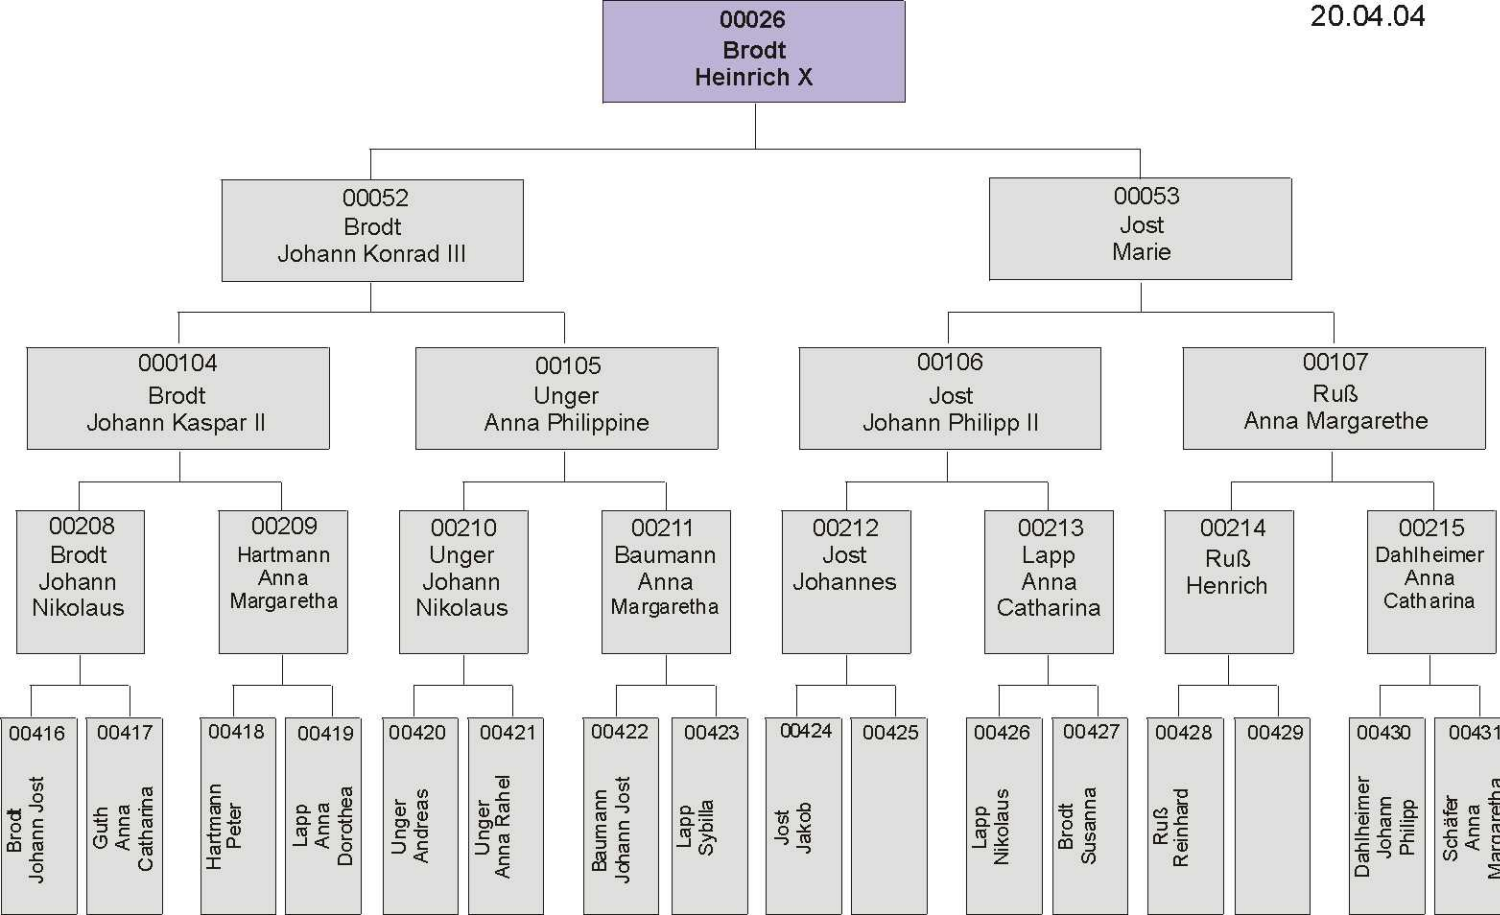 00026
Brodt
Heinrich X
20.04.04
00052
Brodt
Johann Konrad III
00053
Jost
Marie
000104
Brodt
Johann Kaspar II
00105
Unger
Anna Philippine
00106
Jost
Johann Philipp II
00107
Ruß
Anna Margarethe
00208
Brodt
Johann
Nikolaus
00209
Hartmann
Anna
Margaretha
00210
Unger
Johann
Nikolaus
00211
Baumann
Anna
Margaretha
00212
Jost
Johannes
00213
Lapp
Anna
Catharina
00214
Ruß
Henrich
00215
Dahlheimer
Anna
Catharina
00416
Brodt
Johann Jost
00417
Guth
Anna
Catharina
00418
Hartmann
Peter
00419
Lapp
Anna
Dorothea
00420
Unger
Andreas
00421
Unger
Anna Rahel
00422
Baumann
Johann Jost
00423
Lapp
Sybilla
00424
Jost
Jakob
00425
00426
Lapp
Nikolaus
00427
Brodt
Susanna
00428
Ruß
Reinhard
00429
00430
Dahlheimer
Johann
Philipp
00431
Schäfer
Anna
Margaretha